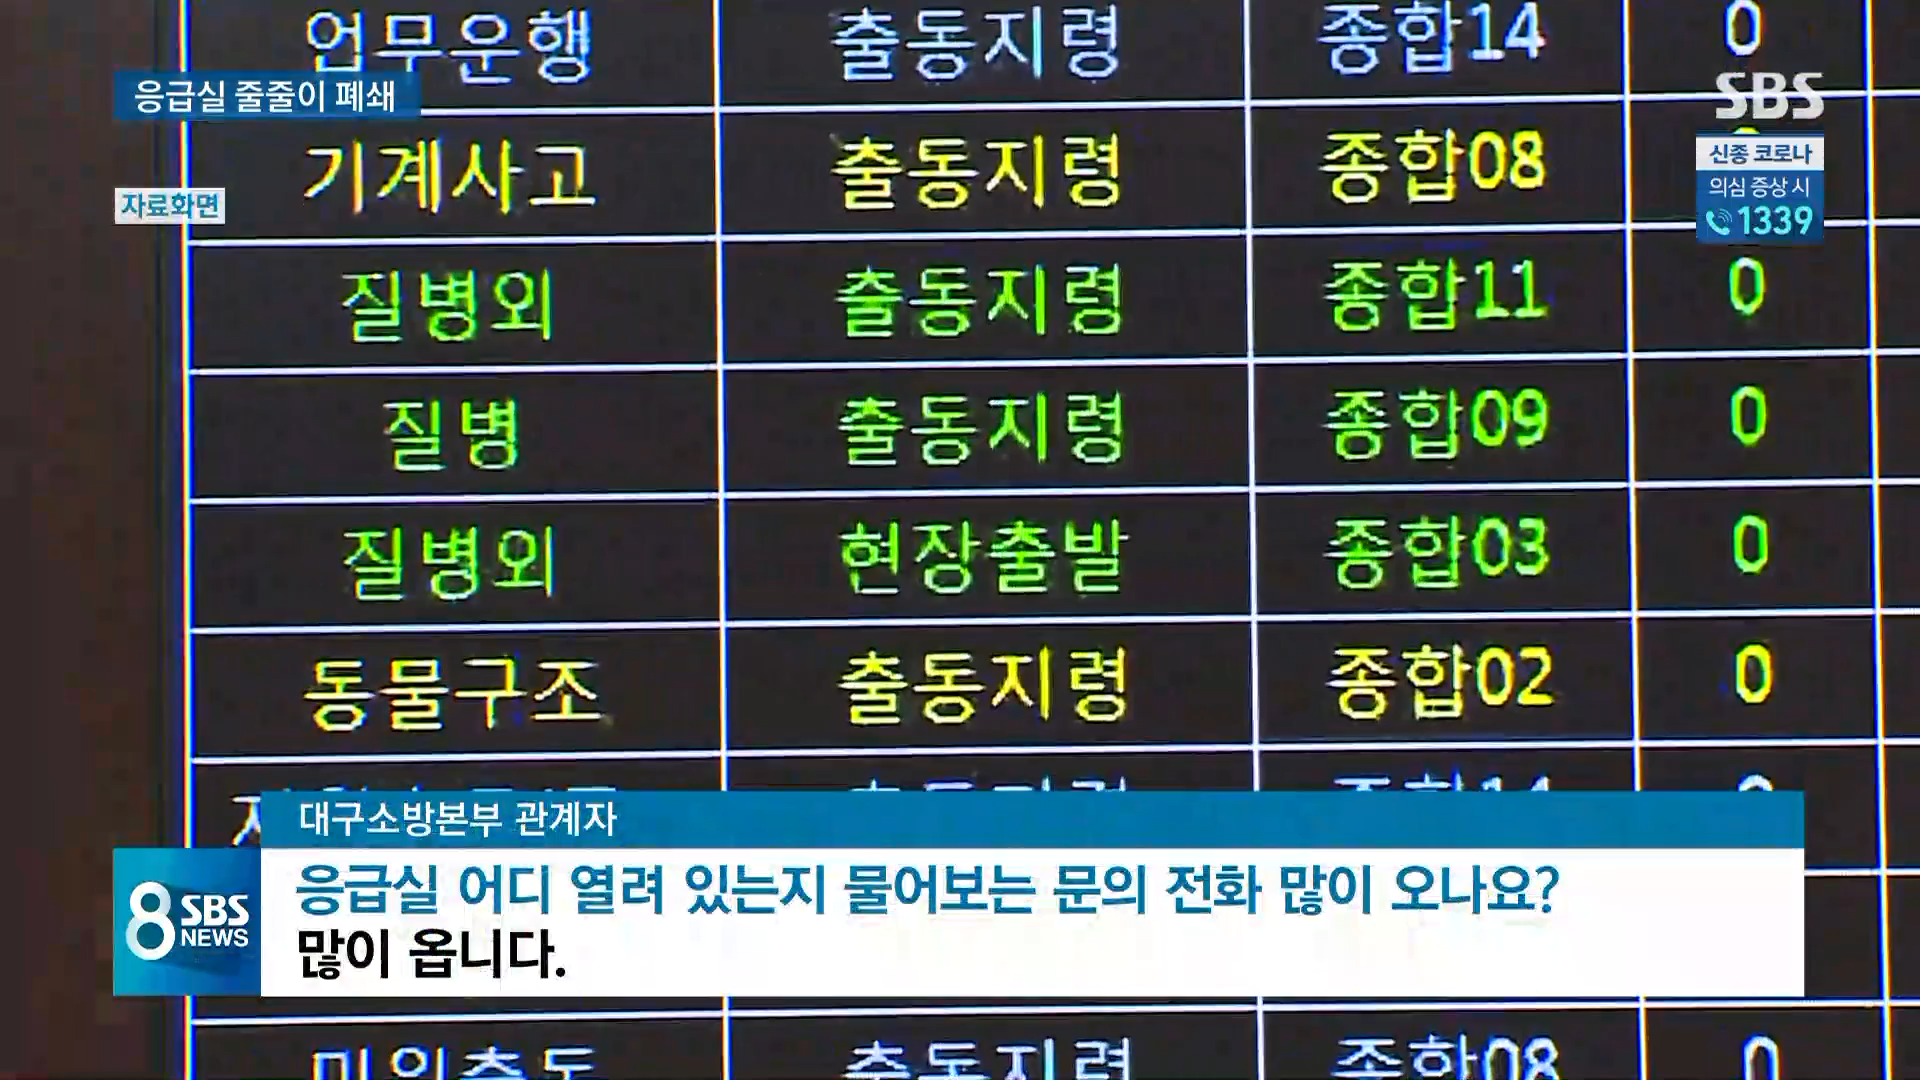 업무운행 출동지령 종합14 0
응급실 줄줄이 폐쇄
SBS
기계사고 출동지령 종합08
신종 코로나
의심 증상 시
1339
자료화면
질병외 출동지령 종합11 0
질병 출동지령 종합09 0
질병외 현장출발 종합03 0
동물구조 출동지령 종합02 0
대구소방본부 관계자
응급실 어디 열려 있는지 물어보는 문의 전화 많이 오나요?
많이 옵니다.
8 SBS NEWS
출동지령 종합08 0